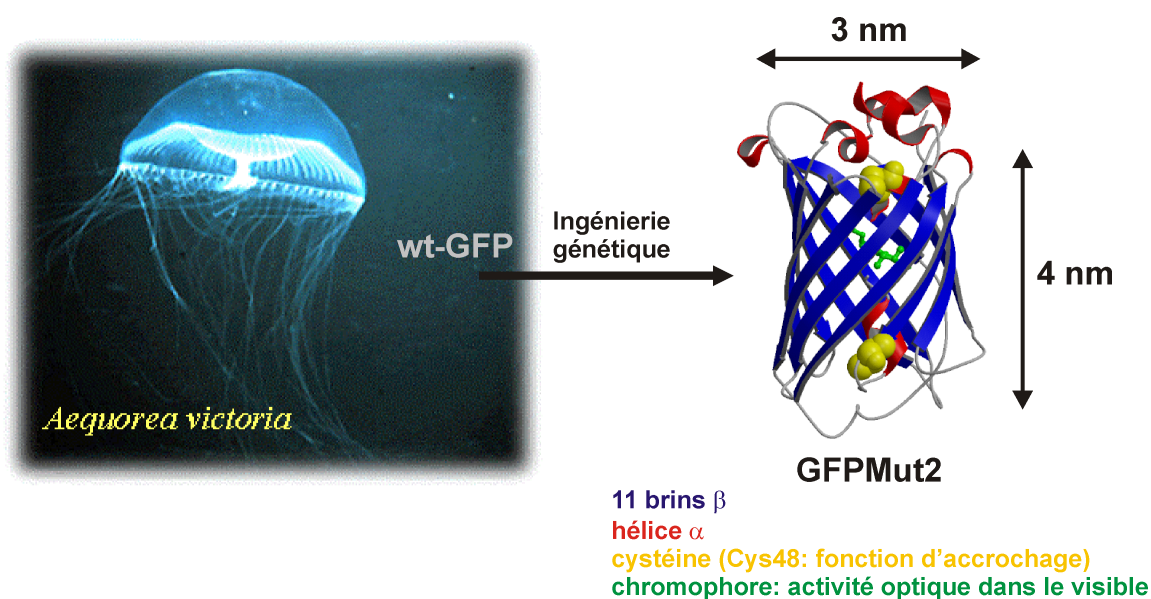 3 nm
wt-GFP
Ingénierie
génétique
4 nm
Aequorea victoria
GFPMut2
11 brins β
hélice α
cystéine (Cys48: fonction d'accrochage)
chromophore: activité optique dans le visible